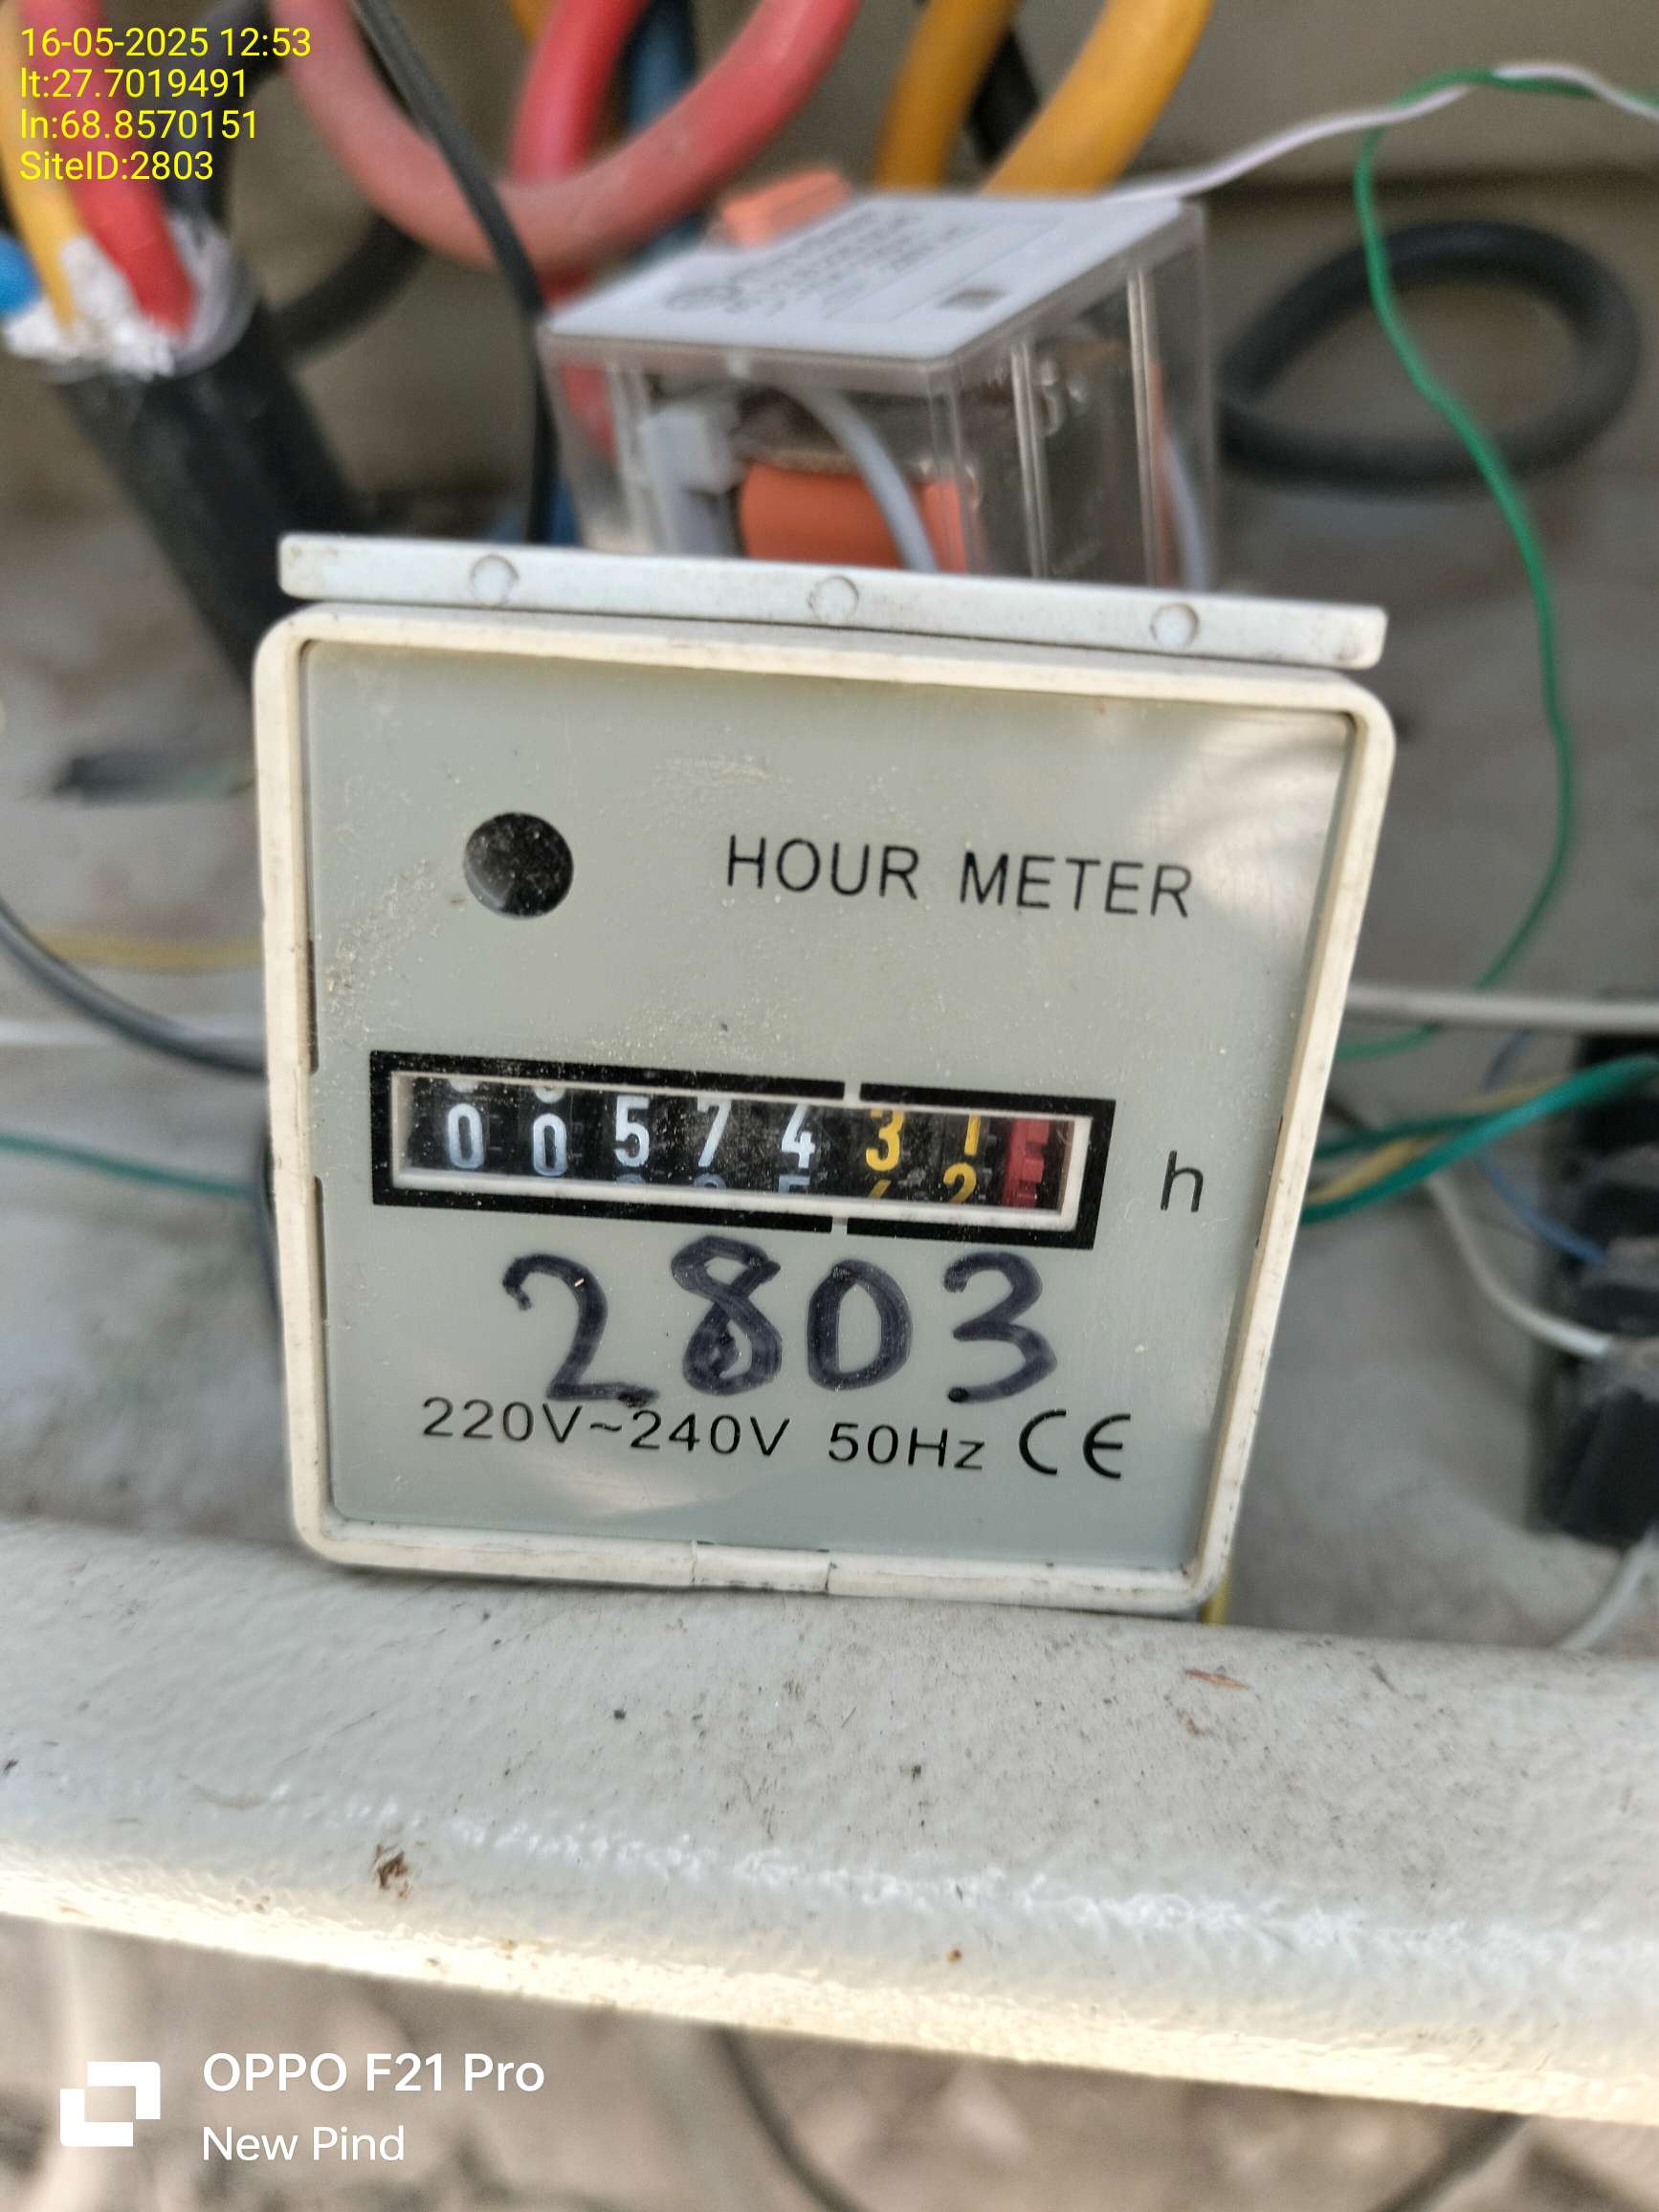 16-05-2025 12:53
lt:27.7019491
ln:68.8570151
SiteID:2803
HOUR METER
0057431
2
h
2803
220V~240V 50Hz CE
OPPO F21 Pro
New Pind